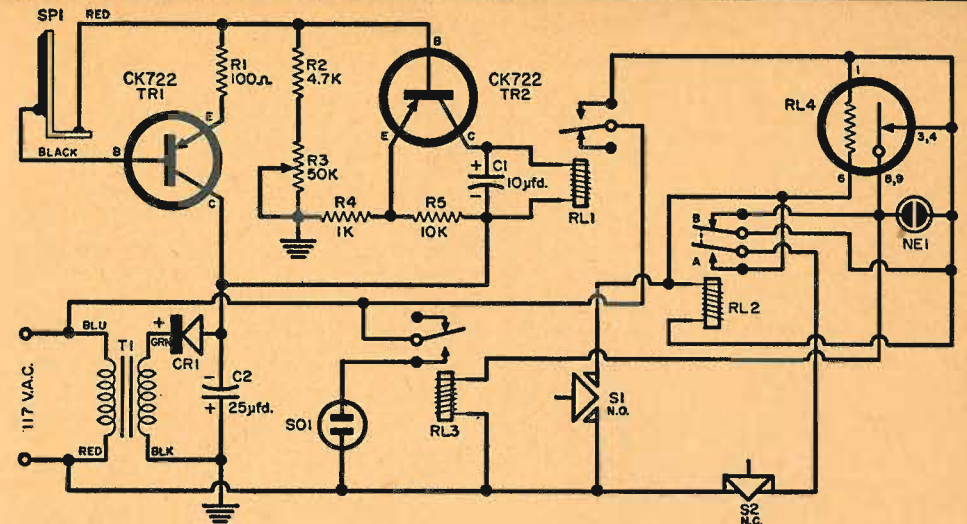 SP1
RED
BLACK
CK722
TR1
B
E
C
R1
100Ω
R2
4.7K
R3
50K
R4
1K
R5
10K
B
E
C
CK722
TR2
+
C1
10µfd.
-
RL1
RL4
1
3,4
6
8,9
NE1
B
A
RL2
117 V.A.C.
BLU
T1
RED
GRN
BLK
+
CR1
-
C2
+
25µfd.
SO1
RL3
S1
N.O.
S2
N.C.